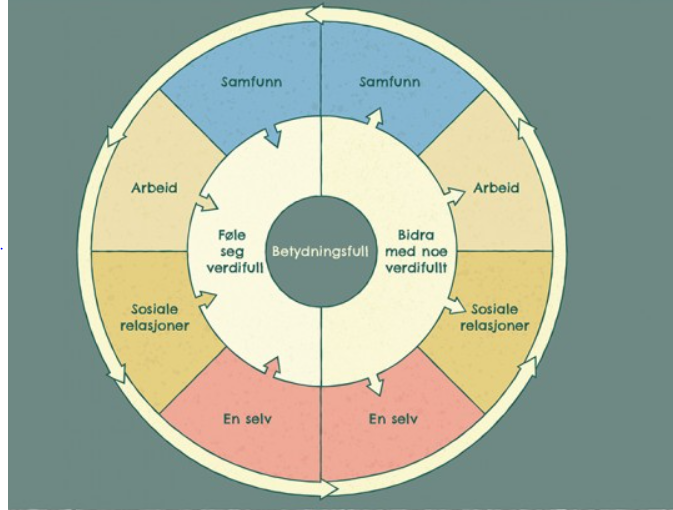 Samfunn
Samfunn
Arbeid
Arbeid
Føle
seg
verdifull
Betydningsfull
Bidra
med noe
verdifullt
Sosiale
relasjoner
Sosiale
relasjoner
En selv
En selv